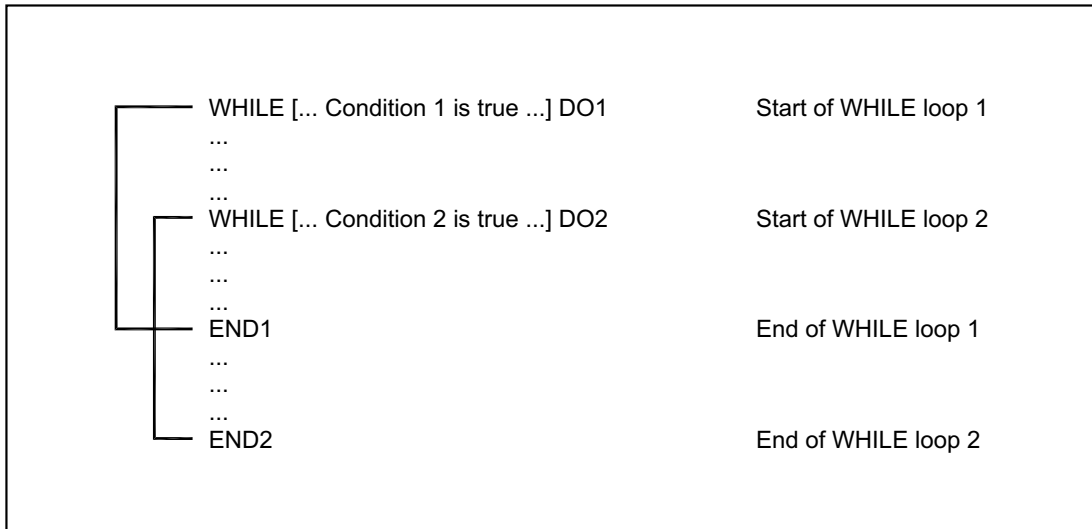 WHILE [... Condition 1 is true ...] DO1 Start of WHILE loop 1
...
...
...
WHILE [... Condition 2 is true ...] DO2 Start of WHILE loop 2
...
...
...
END1 End of WHILE loop 1
...
...
...
END2 End of WHILE loop 2